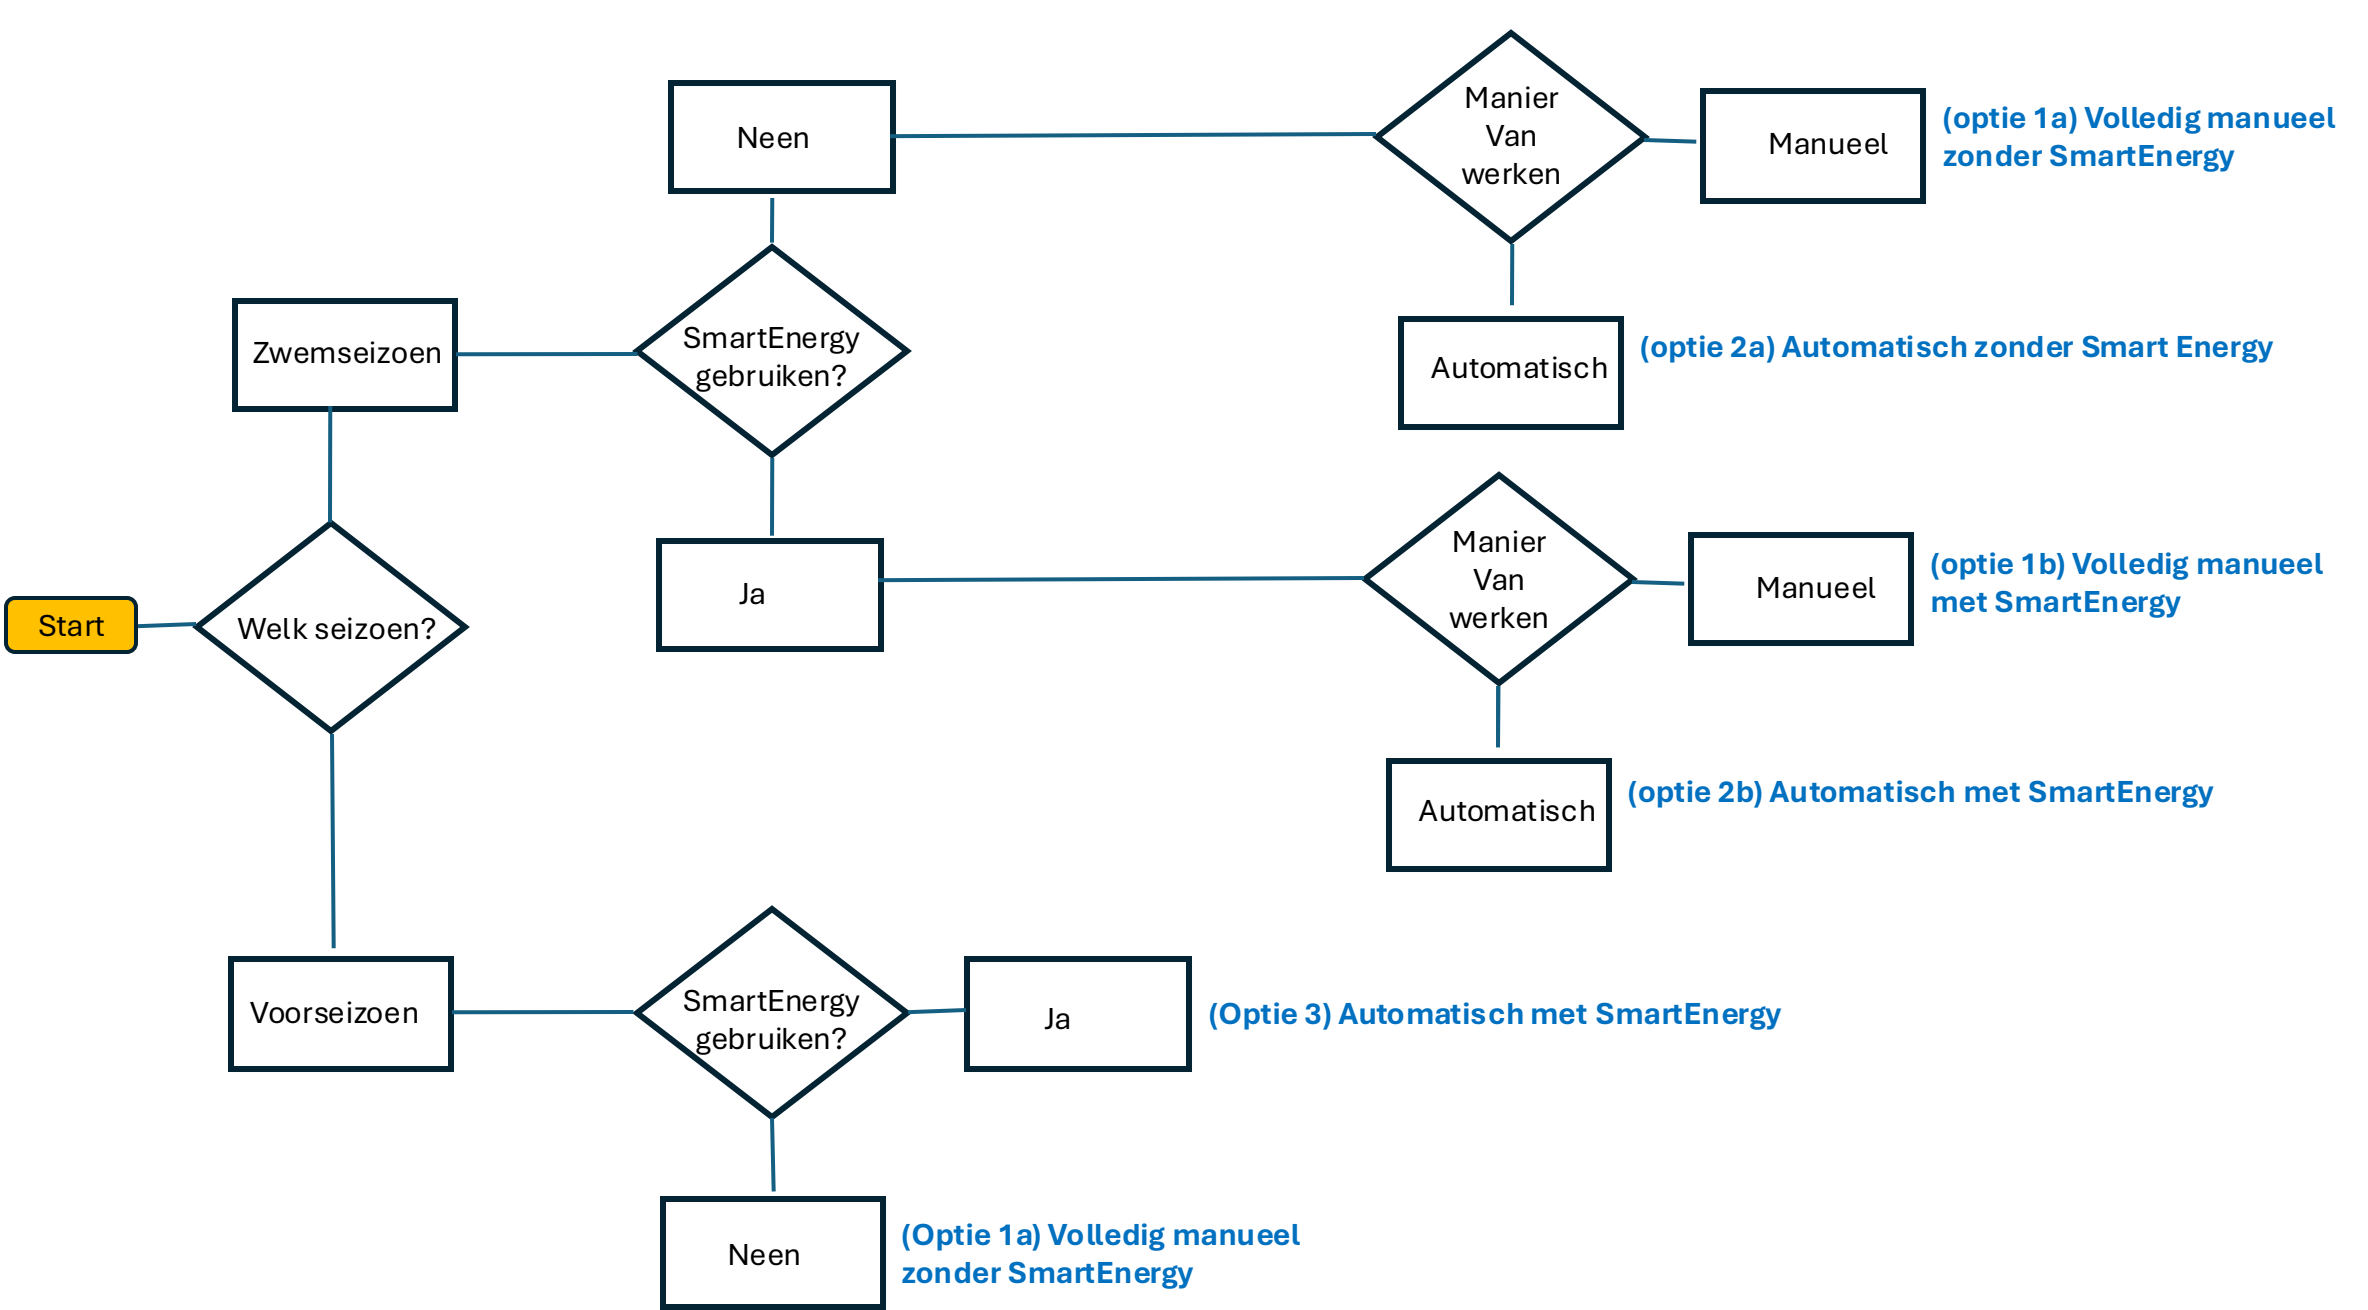 Neen
Manier
Van
werken
Manueel
(optie 1a) Volledig manueel
zonder SmartEnergy
Zwemseizoen
SmartEnergy
gebruiken?
Automatisch
(optie 2a) Automatisch zonder Smart Energy
Start
Welk seizoen?
Ja
Manier
Van
werken
Manueel
(optie 1b) Volledig manueel
met SmartEnergy
Automatisch
(optie 2b) Automatisch met SmartEnergy
Voorseizoen
SmartEnergy
gebruiken?
Ja
(Optie 3) Automatisch met SmartEnergy
Neen
(Optie 1a) Volledig manueel
zonder SmartEnergy